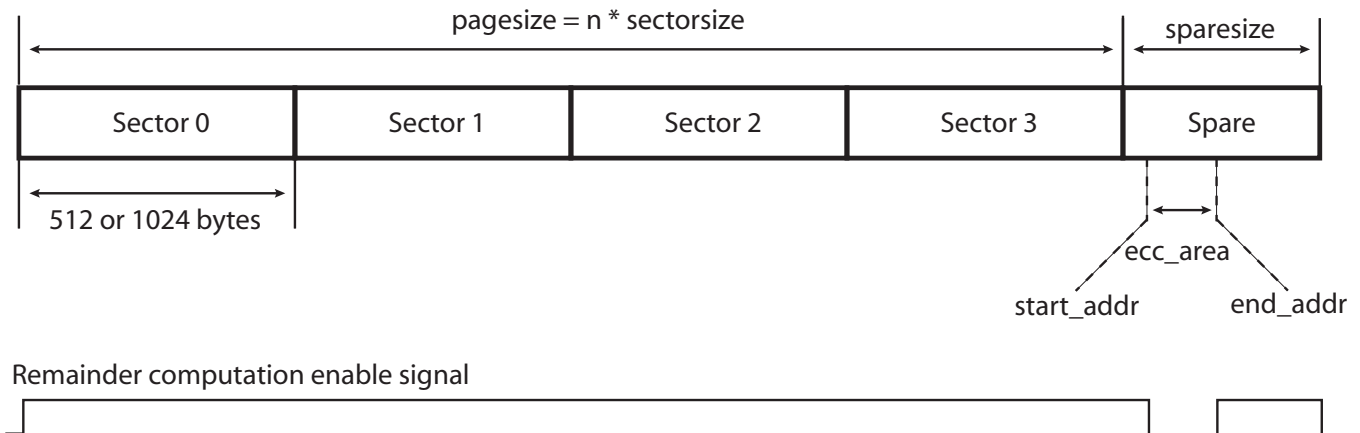 pagesize = n * sectorsize
sparesize
Sector 0
Sector 1
Sector 2
Sector 3
Spare
512 or 1024 bytes
ecc_area
start_addr
end_addr
Remainder computation enable signal